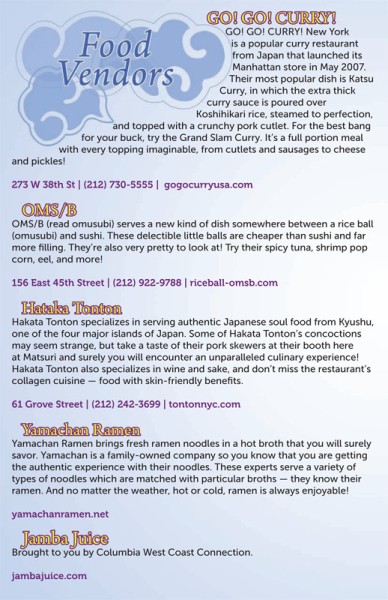 Food
Vendors
GO! GO! CURRY!
GO! GO! CURRY! New York
is a popular curry restaurant
from Japan that launched its
Manhattan store in May 2007.
Their most popular dish is Katsu
Curry, in which the extra thick
curry sauce is poured over
Koshihikari rice, steamed to perfection,
and topped with a crunchy pork cutlet. For the best bang
for your buck, try the Grand Slam Curry. It's a full portion meal
with every topping imaginable, from cutlets and sausages to cheese
and pickles!
273 W 38th St | (212) 730-5555 | gogocurryusa.com
OMS/B
OMS/B (read omusubi) serves a new kind of dish somewhere between a rice ball
(omusubi) and sushi. These delectible little balls are cheaper than sushi and far
more filling. They're also very pretty to look at! Try their spicy tuna, shrimp pop
corn, eel, and more!
156 East 45th Street | (212) 922-9788 | riceball-omsb.com
Hataka Tonton
Hakata Tonton specializes in serving authentic Japanese soul food from Kyushu,
one of the four major islands of Japan. Some of Hakata Tonton's concoctions
may seem strange, but take a taste of their pork skewers at their booth here
at Matsuri and surely you will encounter an unparalleled culinary experience!
Hakata Tonton also specializes in wine and sake, and don't miss the restaurant's
collagen cuisine — food with skin-friendly benefits.
61 Grove Street | (212) 242-3699 | tontonnyc.com
Yamachan Ramen
Yamachan Ramen brings fresh ramen noodles in a hot broth that you will surely
savor. Yamachan is a family-owned company so you know that you are getting
the authentic experience with their noodles. These experts serve a variety of
types of noodles which are matched with particular broths — they know their
ramen. And no matter the weather, hot or cold, ramen is always enjoyable!
yamachanramen.net
Jamba Juice
Brought to you by Columbia West Coast Connection.
jambajuice.com